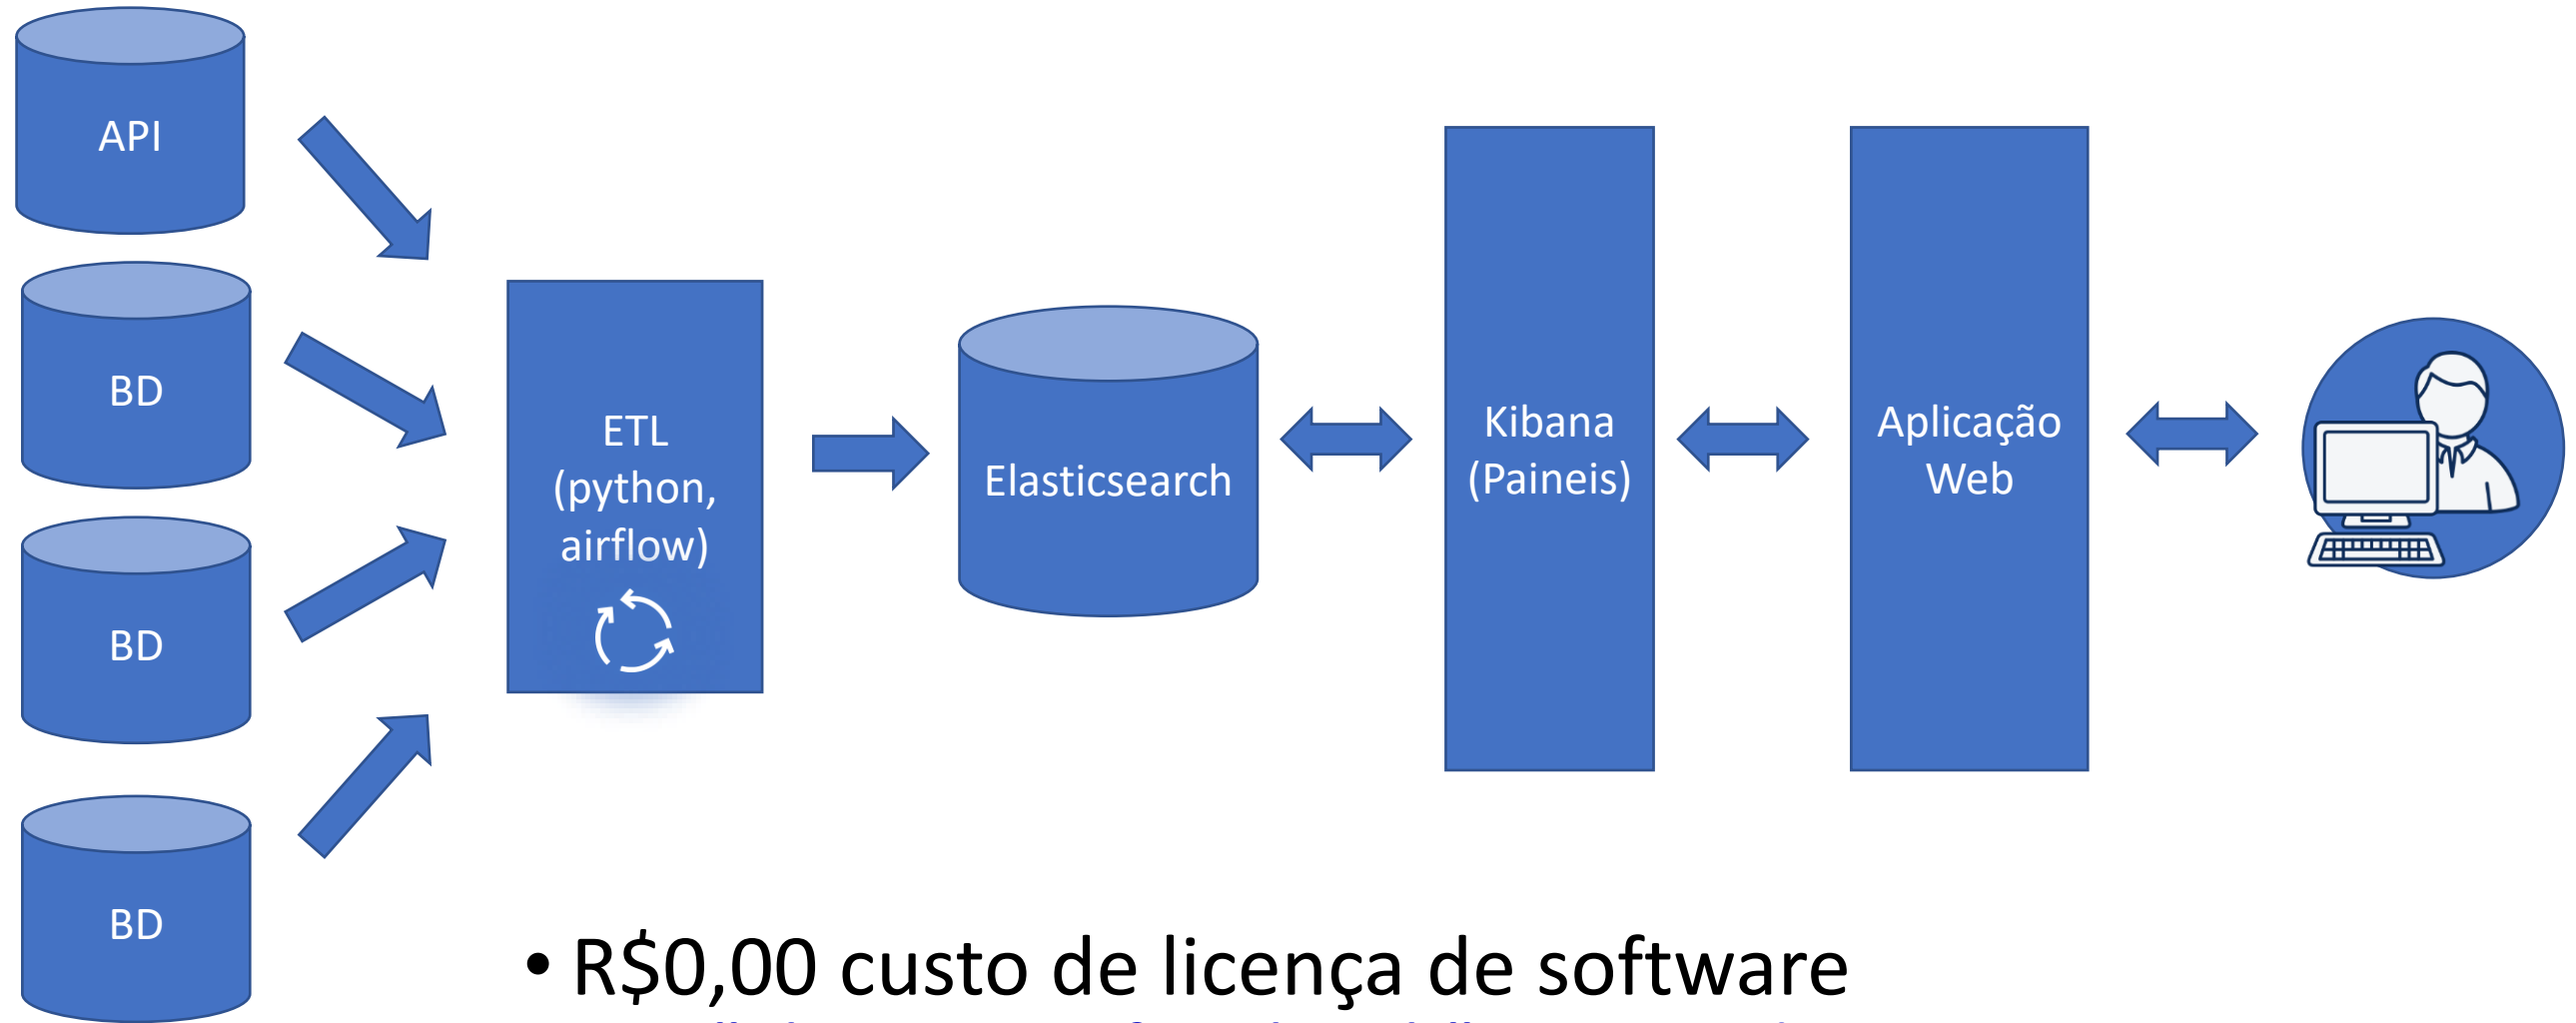 API
BD
BD
BD
ETL
(python,
airflow)
Elasticsearch
Kibana
(Paineis)
Aplicação
Web
• R$0,00 custo de licença de software